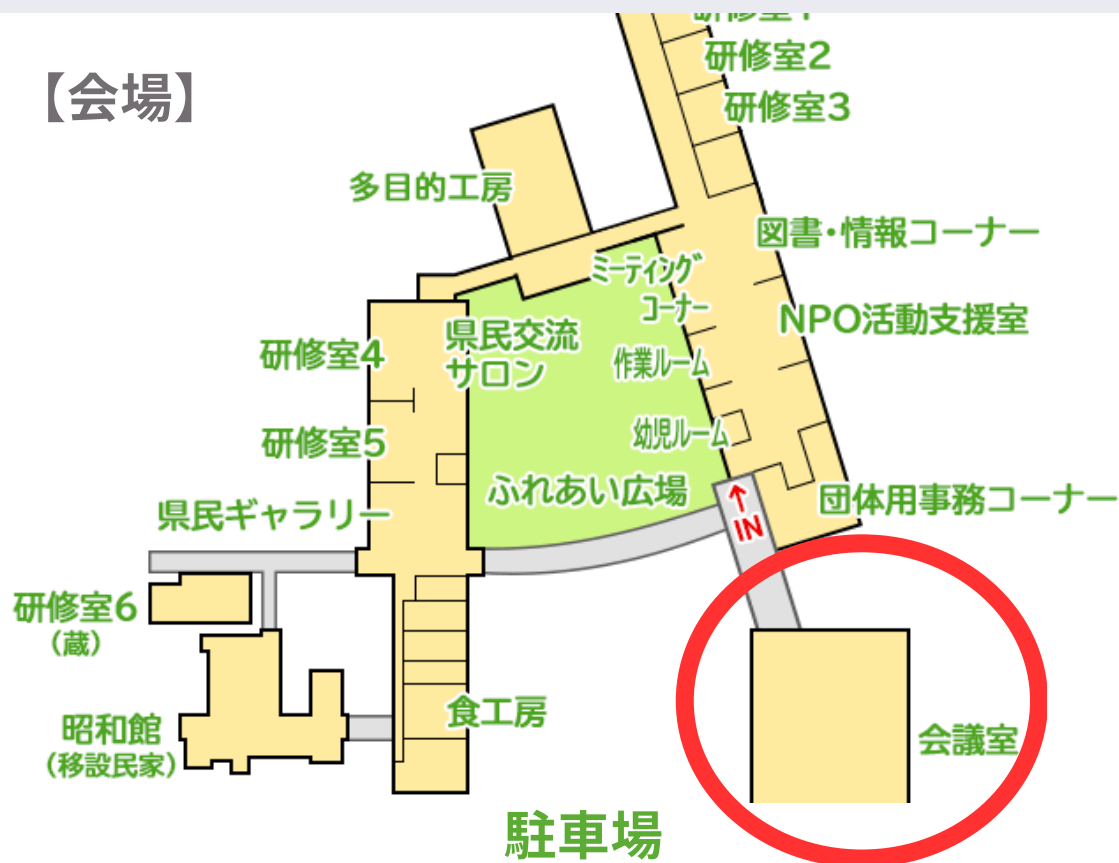 【会場】
研修室1
研修室2
研修室3
多目的工房
図書・情報コーナー
ミーティング
コーナー
NPO活動支援室
県民交流
サロン
研修室4
作業ルーム
研修室5
幼児ルーム
ふれあい広場
↑
IN
団体用事務コーナー
県民ギャラリー
研修室6
（蔵）
昭和館
（移設民家）
食工房
会議室
駐車場